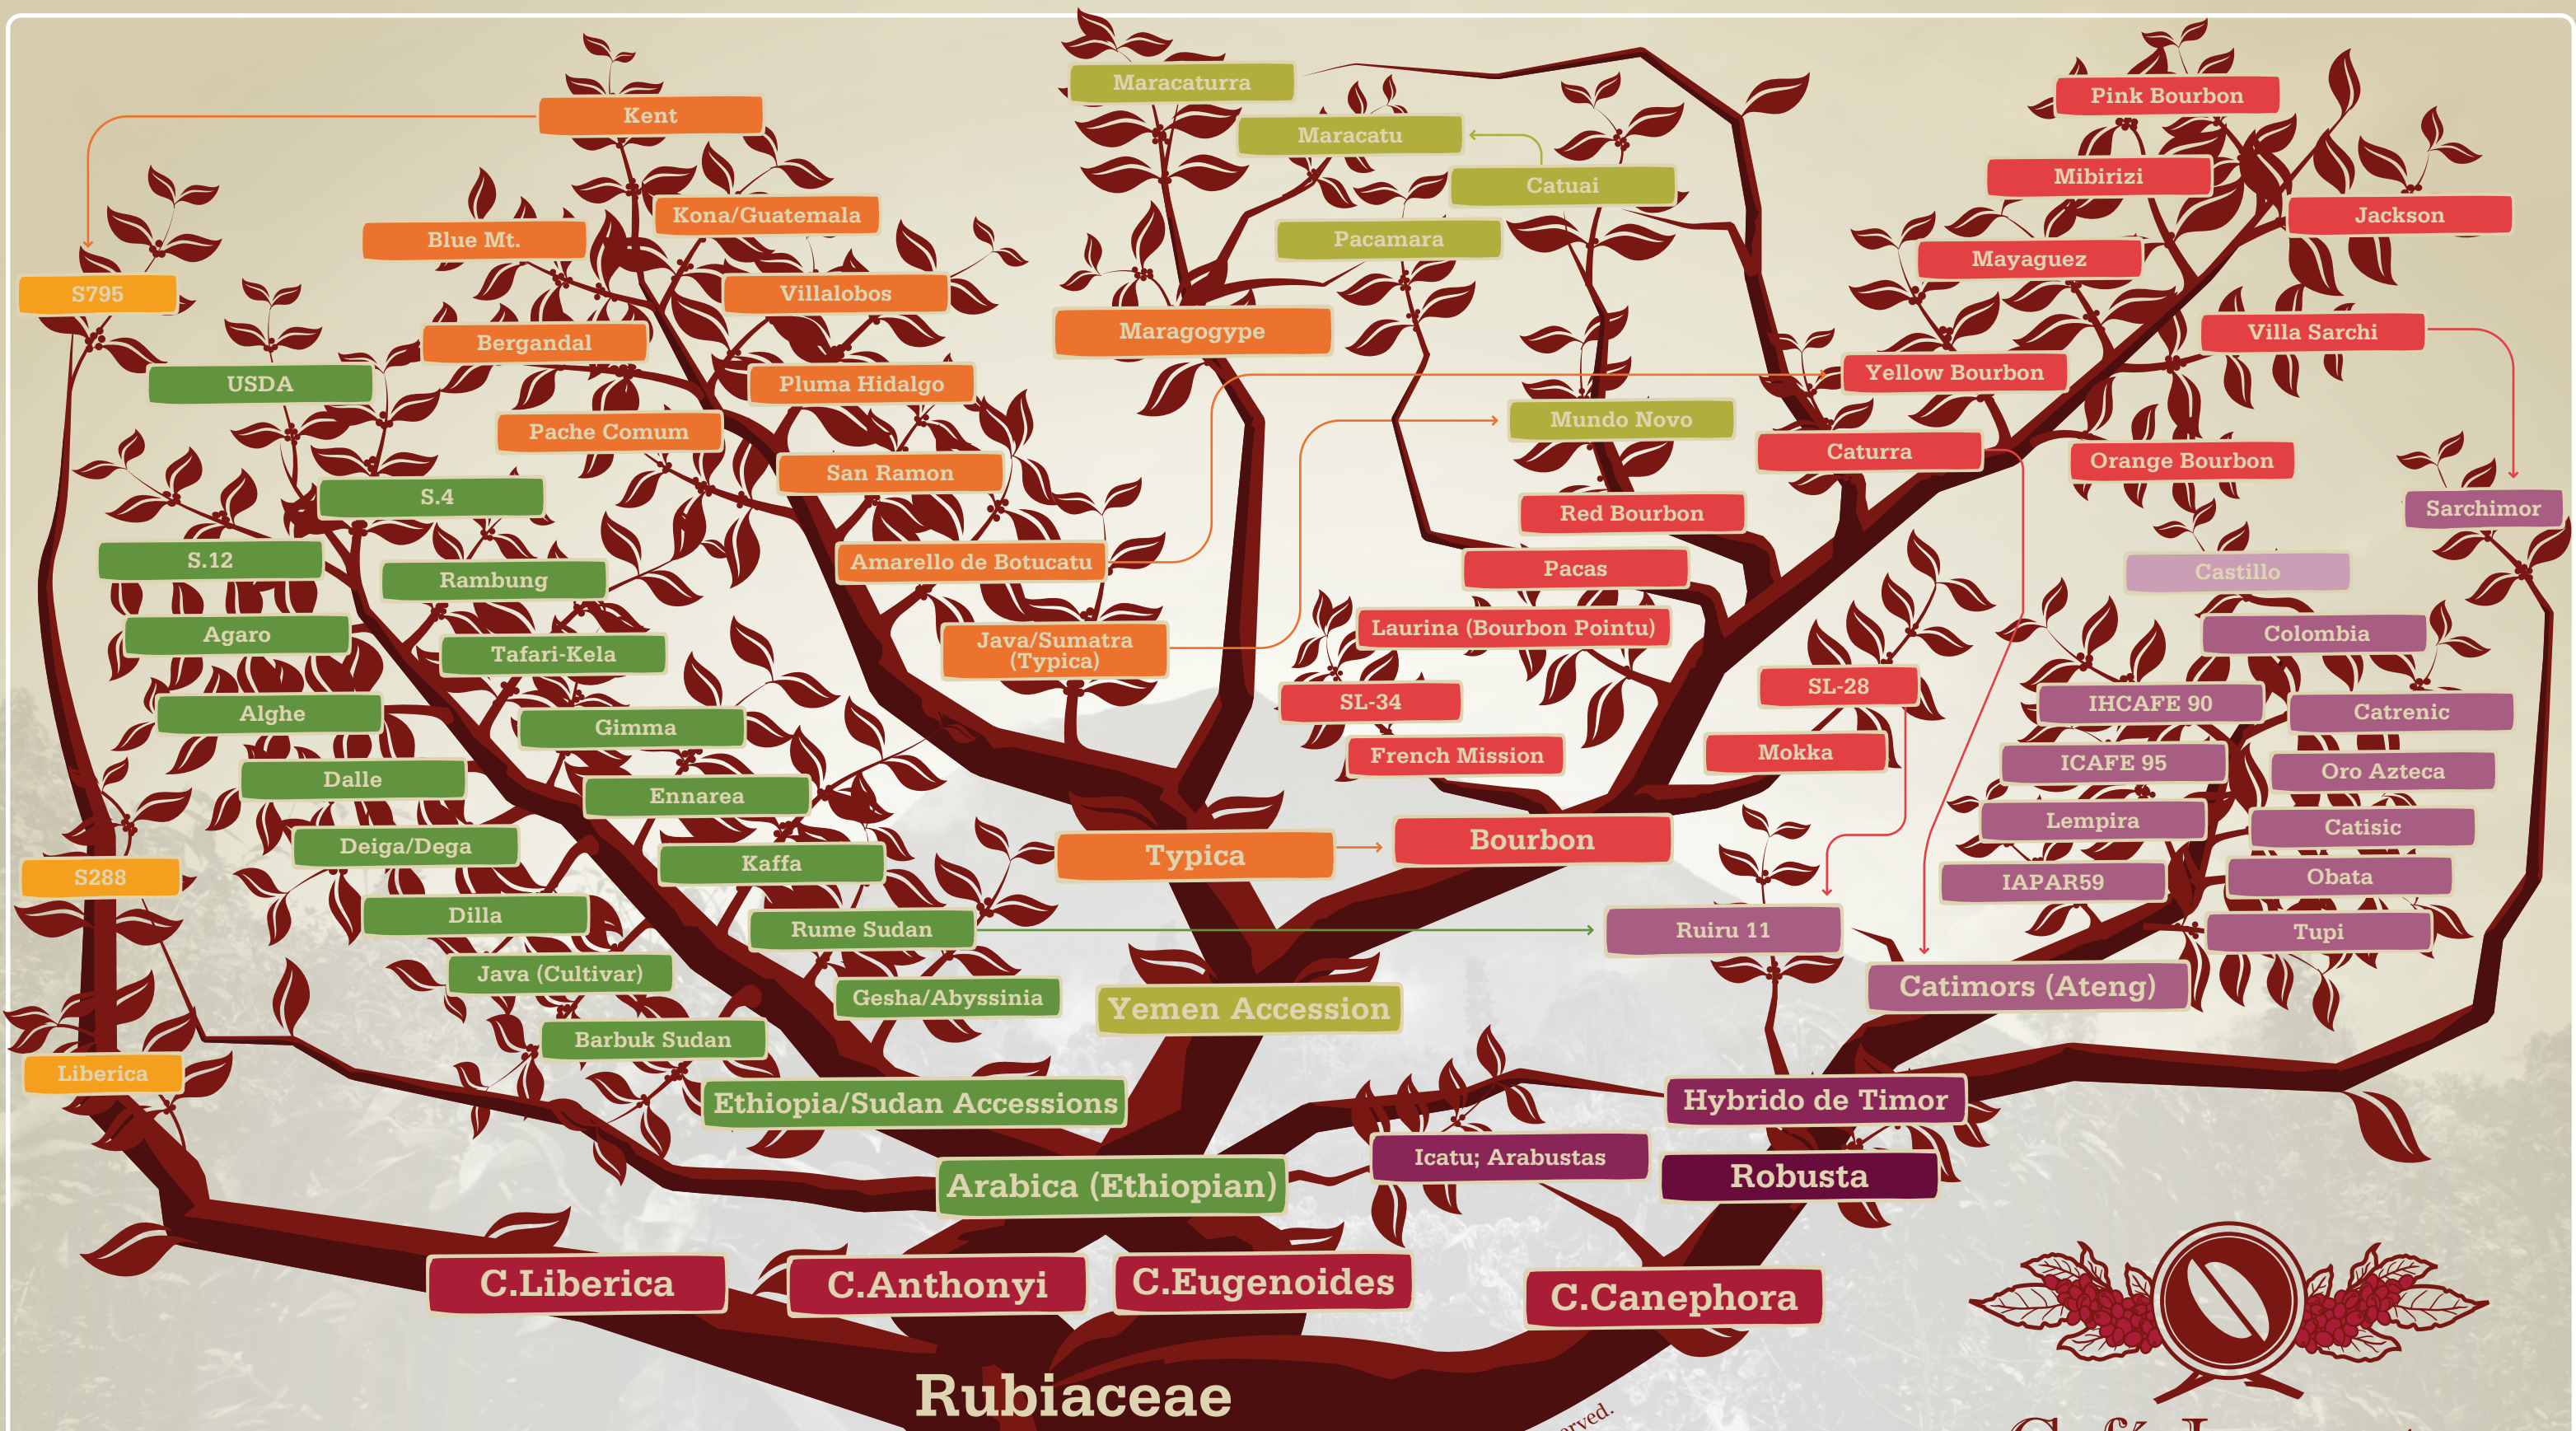 Maracaturra
Pink Bourbon
Kent
Maracatu
Mibirizi
Catuai
Kona/Guatemala
Jackson
Blue Mt.
Pacamara
Mayaguez
S795
Villalobos
Maragogype
Villa Sarchi
Bergandal
Yellow Bourbon
USDA
Pluma Hidalgo
Mundo Novo
Pache Comum
Caturra
Orange Bourbon
San Ramon
S.4
Red Bourbon
Sarchimor
S.12
Amarello de Botucatu
Pacas
Castillo
Rambung
Laurina (Bourbon Pointu)
Agaro
Colombia
Java/Sumatra
(Typica)
Tafari-Kela
SL-28
SL-34
IHCAFE 90
Alghe
Catrenic
Gimma
French Mission
Mokka
ICAFE 95
Dalle
Oro Azteca
Ennarea
Lempira
Catisic
Deiga/Dega
Typica
Bourbon
Kaffa
S288
IAPAR59
Obata
Dilla
Rume Sudan
Ruiru 11
Tupi
Java (Cultivar)
Catimors (Ateng)
Gesha/Abyssinia
Yemen Accession
Barbuk Sudan
Liberica
Ethiopia/Sudan Accessions
Hybrido de Timor
Icatu; Arabustas
Robusta
Arabica (Ethiopian)
C.Liberica
C.Anthonyi
C.Eugenoides
C.Canephora
Rubiaceae